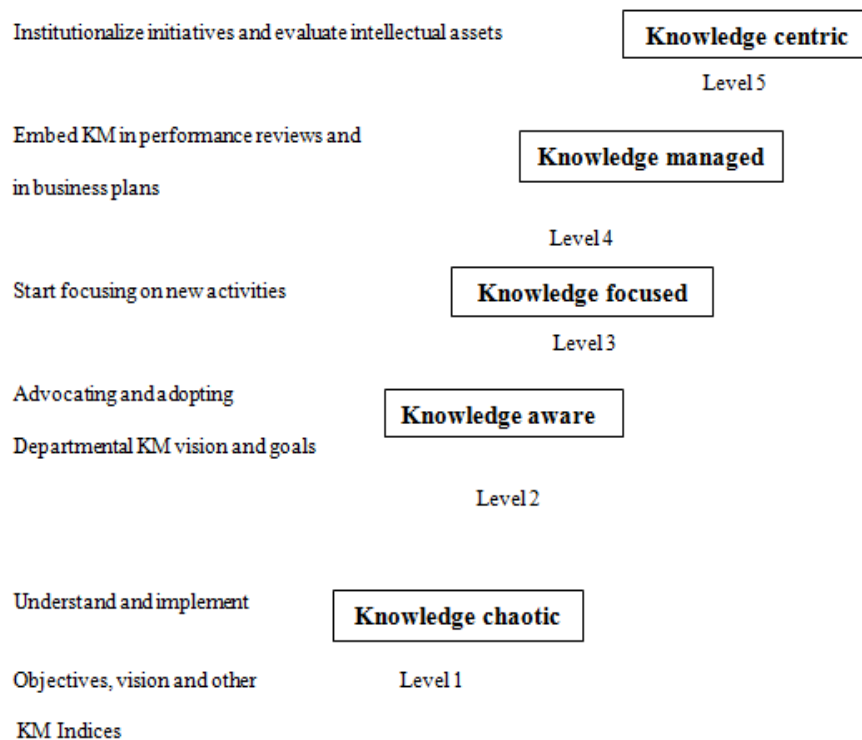 Institutionalize initiatives and evaluate intellectual assets
Knowledge centric
Level 5
Embed KM in performance reviews and
in business plans
Knowledge managed
Level 4
Start focusing on new activities
Knowledge focused
Level 3
Advocating and adopting
Departmental KM vision and goals
Knowledge aware
Level 2
Understand and implement
Knowledge chaotic
Objectives, vision and other
Level 1
KM Indices